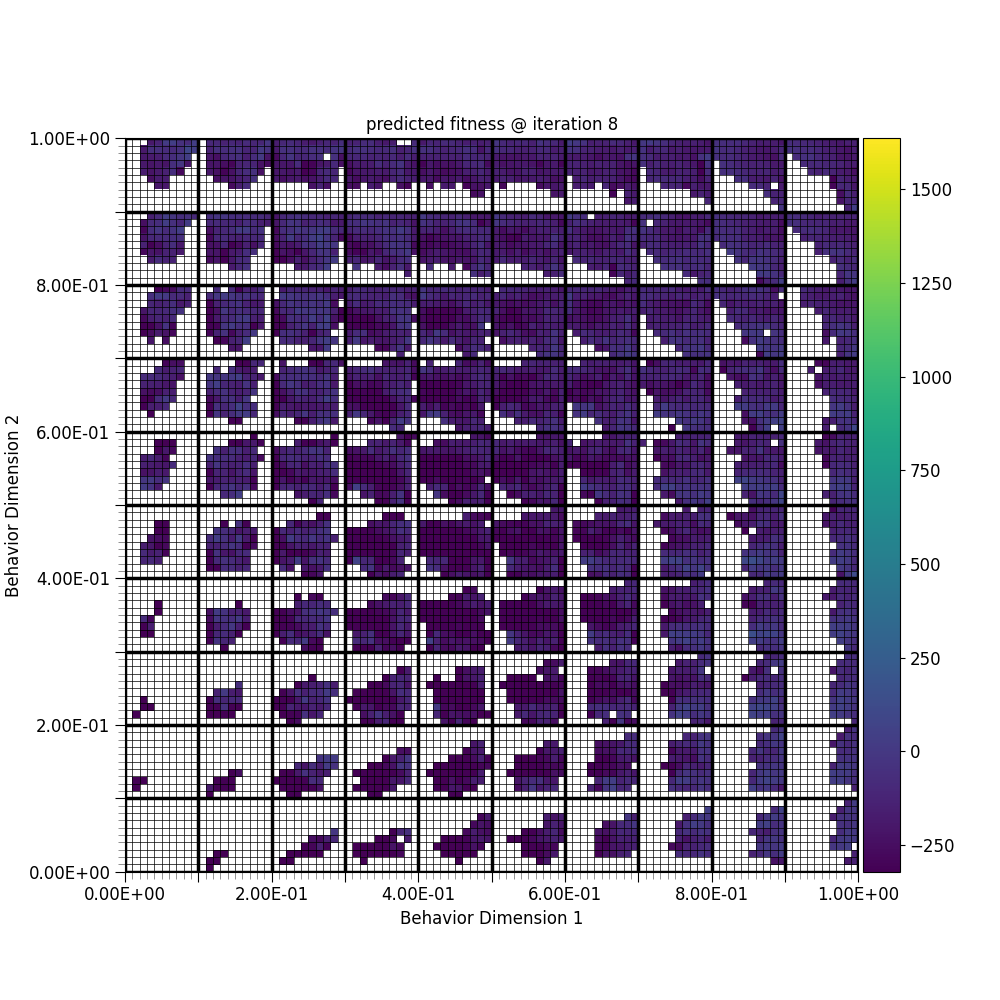 predicted fitness @ iteration 8
1.00E+00
8.00E-01
6.00E-01
4.00E-01
2.00E-01
0.00E+00
Behavior Dimension 2
0.00E+00 2.00E-01 4.00E-01 6.00E-01 8.00E-01 1.00E+00
Behavior Dimension 1
1500
1250
1000
750
500
250
0
−250